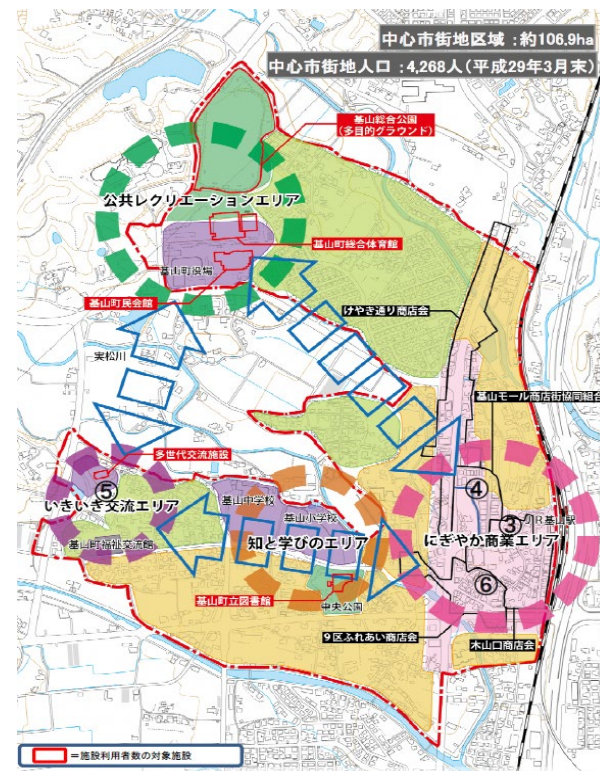 中心市街地区域：約106.9ha
中心市街地人口：4,268人（平成29年3月末）
基山総合公園
（多目的グラウンド）
公共レクリエーションエリア
基山町総合体育館
基山町役場
基山町民会館
けやき通り商店会
実松川
基山モール商店街協同組合
多世代交流施設
⑤
いきいき交流エリア
基山中学校
基山小学校
④
③
JR基山駅
にぎやか商業エリア
知と学びのエリア
基山町福祉交流館
⑥
基山町立図書館
中央公園
9区ふれあい商店会
木山口商店会
＝施設利用者数の対象施設